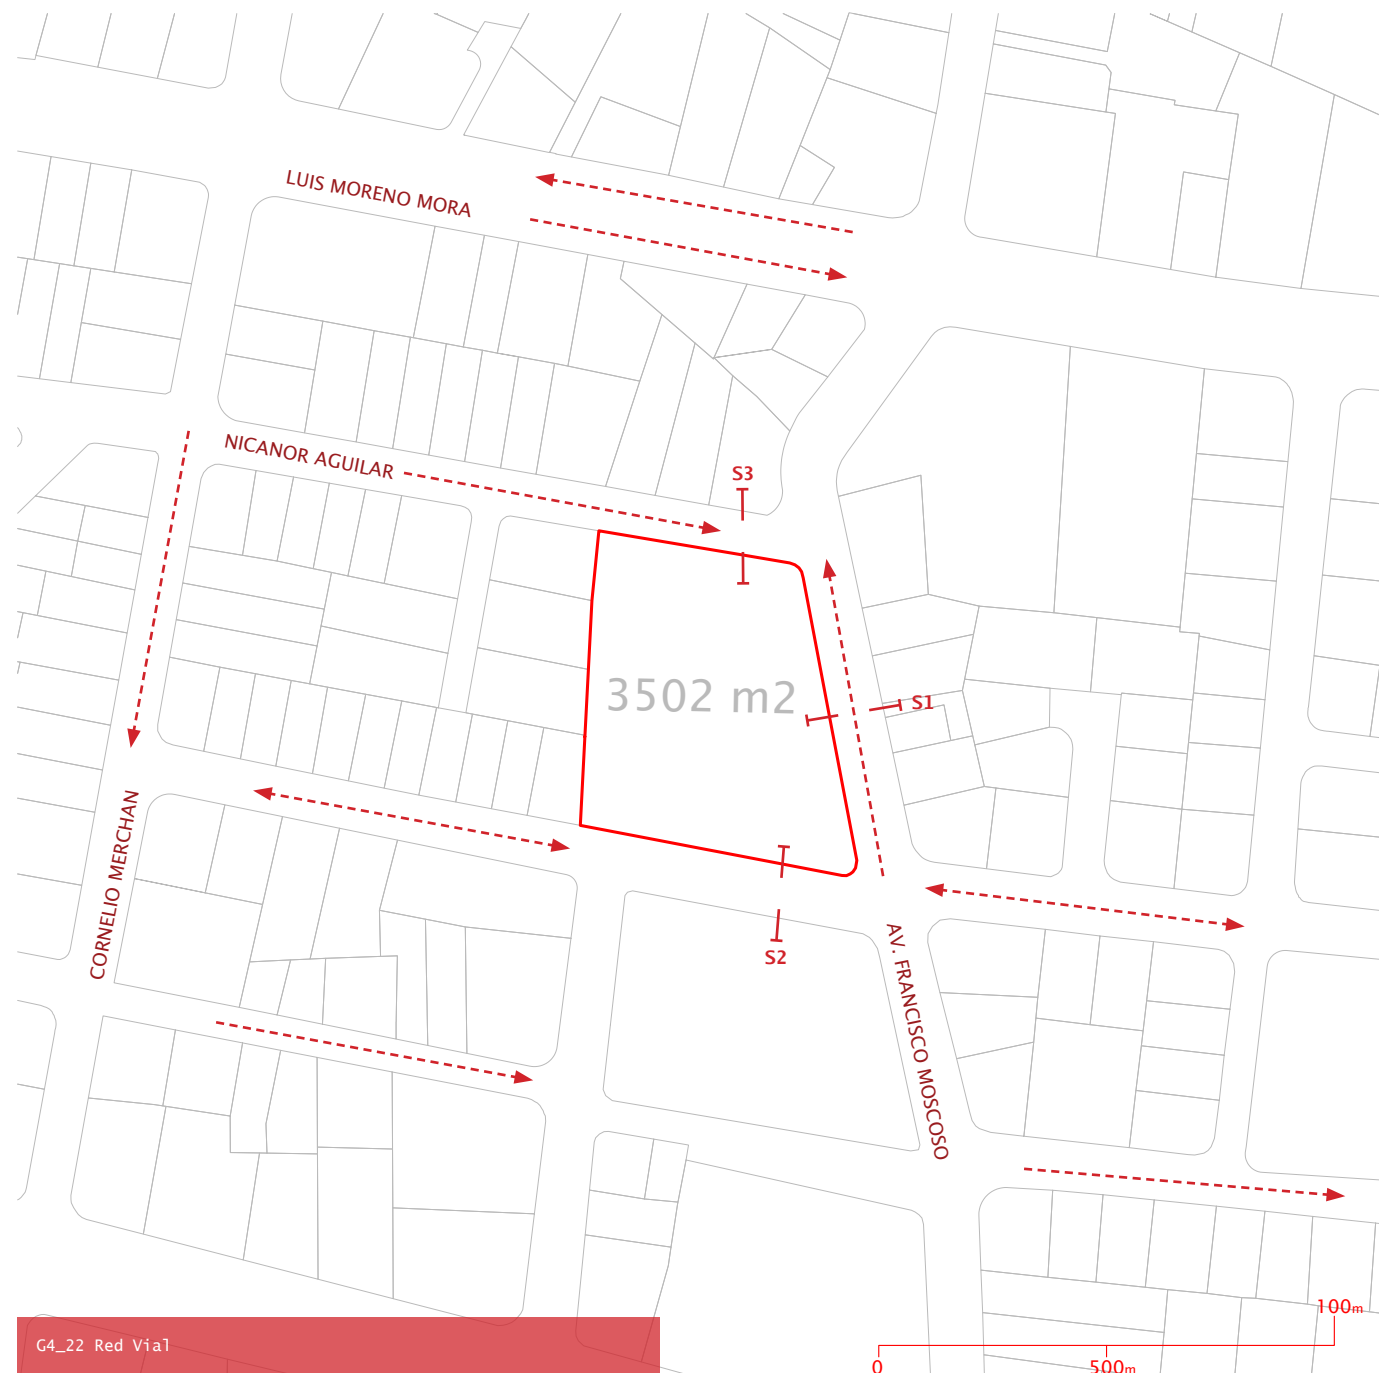 LUIS MORENO MORA
NICANOR AGUILAR
S3
3502 m2
S1
CORNELIO MERCHAN
S2
AV. FRANCISCO MOSCOSO
G4_22 Red Vial
100m
0
500m